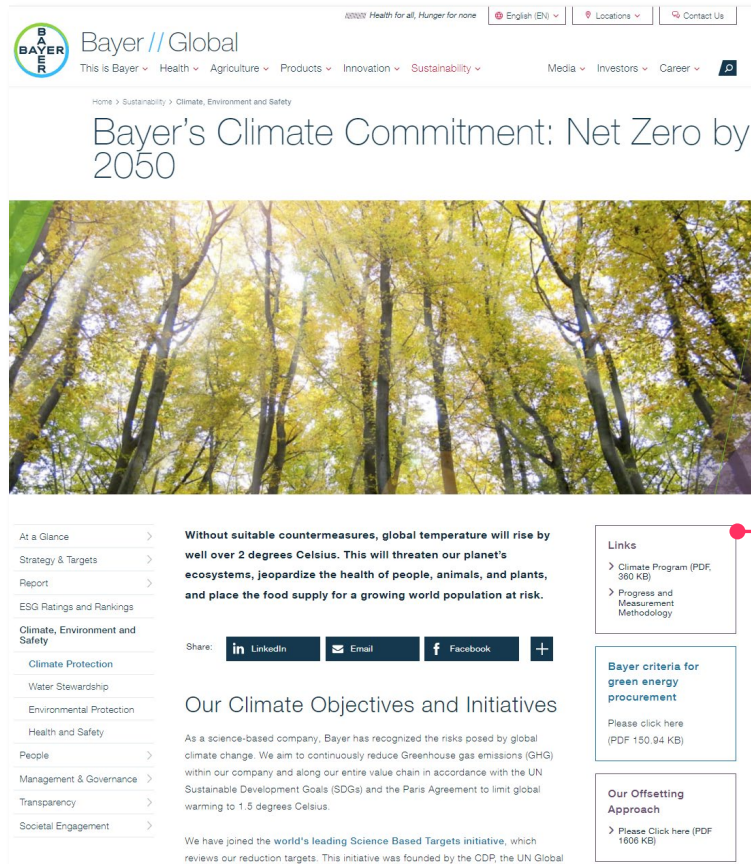 Health for all, Hunger for none
English (EN)
Locations
Contact Us
BAYER
BAYER
Bayer // Global
This is Bayer Health Agriculture Products Innovation Sustainability Media Investors Career
Home > Sustainability > Climate, Environment and Safety
Bayer's Climate Commitment: Net Zero by
2050
At a Glance
Strategy & Targets
Report
ESG Ratings and Rankings
Climate, Environment and
Safety
Climate Protection
Water Stewardship
Environmental Protection
Health and Safety
People
Management & Governance
Transparency
Societal Engagement
Without suitable countermeasures, global temperature will rise by
well over 2 degrees Celsius. This will threaten our planet's
ecosystems, jeopardize the health of people, animals, and plants,
and place the food supply for a growing world population at risk.
Share: in LinkedIn Email f Facebook +
Our Climate Objectives and Initiatives
As a science-based company, Bayer has recognized the risks posed by global
climate change. We aim to continuously reduce Greenhouse gas emissions (GHG)
within our company and along our entire value chain in accordance with the UN
Sustainable Development Goals (SDGs) and the Paris Agreement to limit global
warming to 1.5 degrees Celsius.
We have joined the world's leading Science Based Targets initiative, which
reviews our reduction targets. This initiative was founded by the CDP, the UN Global
Links
Climate Program (PDF,
360 KB)
Progress and
Measurement
Methodology
Bayer criteria for
green energy
procurement
Please click here
(PDF 150.94 KB)
Our Offsetting
Approach
Please Click here (PDF
1606 KB)